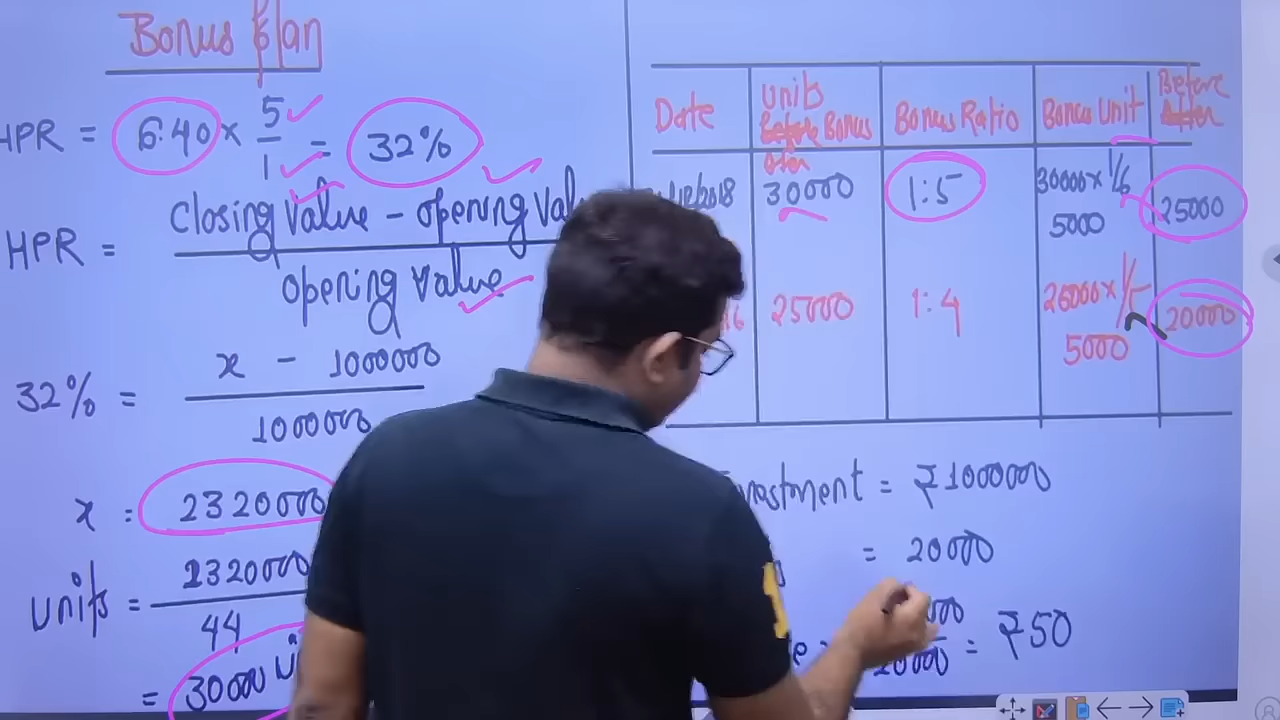 Bonus Plan
HPR = 6.40 × 5/1 = 32%
HPR = Closing Value - opening Val
opening Value
32% = x - 1000000
1000000
x = 2320000
units = 1320000
44
= 30000
Date
Units Before Bonus After
Bonus Ratio
Bonus Unit
Before After
30000
1:5
30000 × 1/6
5000
25000
25000
1:4
25000 × 1/5
5000
20000
= ₹1000000
= 20000
20000 = ₹50